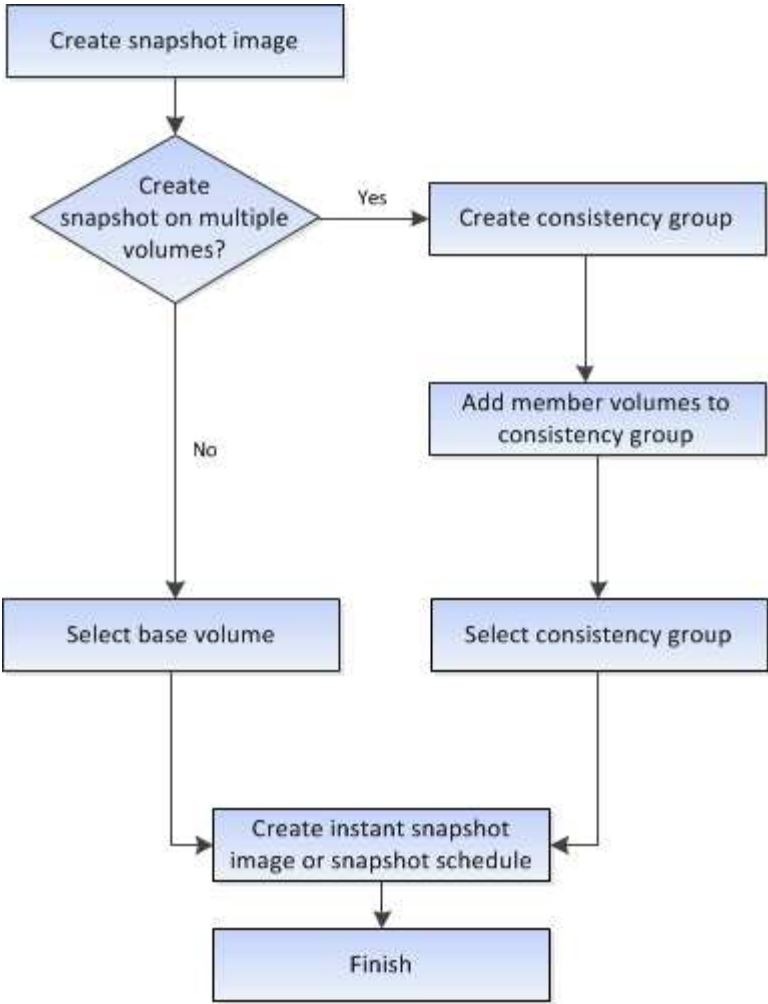 Create snapshot image
Create
snapshot on multiple
volumes?
Yes
Create consistency group
Add member volumes to
consistency group
No
Select base volume
Select consistency group
Create instant snapshot
image or snapshot schedule
Finish